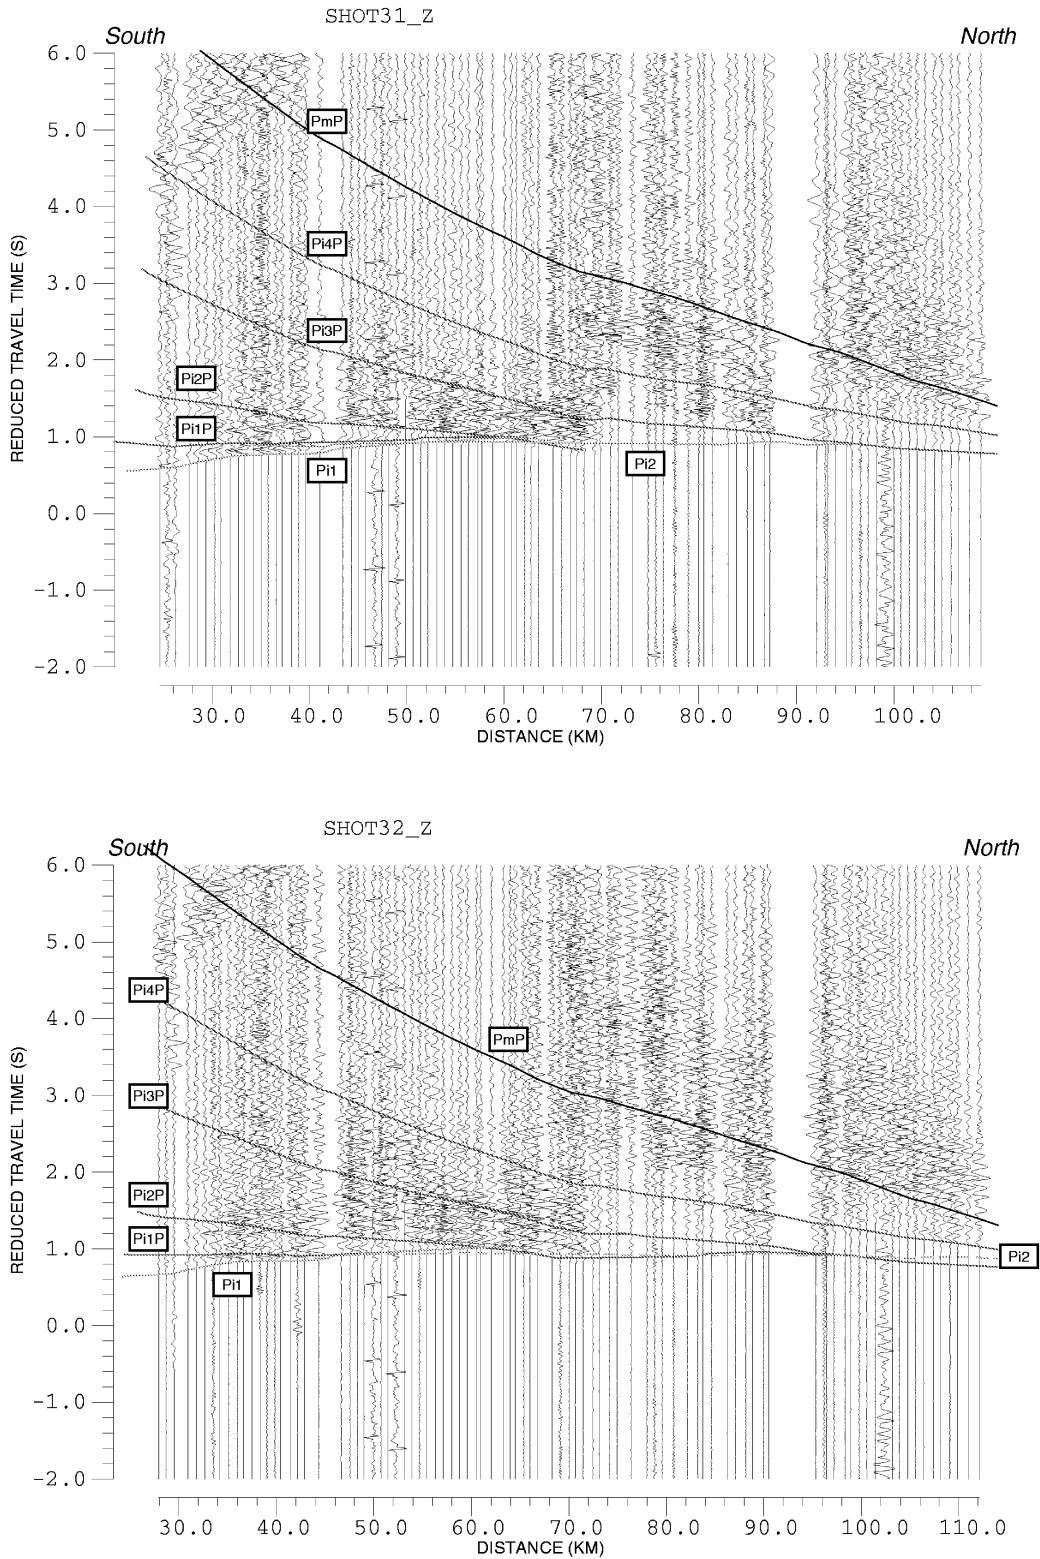 SHOT31_Z
South North
6.0
PmP
5.0
4.0
Pi4P
3.0
Pi3P
2.0
Pi2P
Pi1P
1.0
Pi1 Pi2
0.0
-1.0
-2.0
REDUCED TRAVEL TIME (S)
30.0 40.0 50.0 60.0 70.0 80.0 90.0 100.0
DISTANCE (KM)
SHOT32_Z
South North
6.0
5.0
Pi4P
4.0
PmP
3.0
Pi3P
2.0
Pi2P
Pi1P
1.0
Pi2
Pi1
0.0
-1.0
-2.0
REDUCED TRAVEL TIME (S)
30.0 40.0 50.0 60.0 70.0 80.0 90.0 100.0 110.0
DISTANCE (KM)